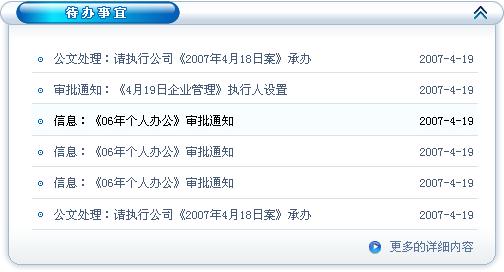 待办事宜
公文处理：请执行公司《2007年4月18日案》承办 2007-4-19
审批通知：《4月19日企业管理》执行人设置 2007-4-19
信息：《06年个人办公》审批通知 2007-4-19
信息：《06年个人办公》审批通知 2007-4-19
信息：《06年个人办公》审批通知 2007-4-19
公文处理：请执行公司《2007年4月18日案》承办 2007-4-19
更多的详细内容